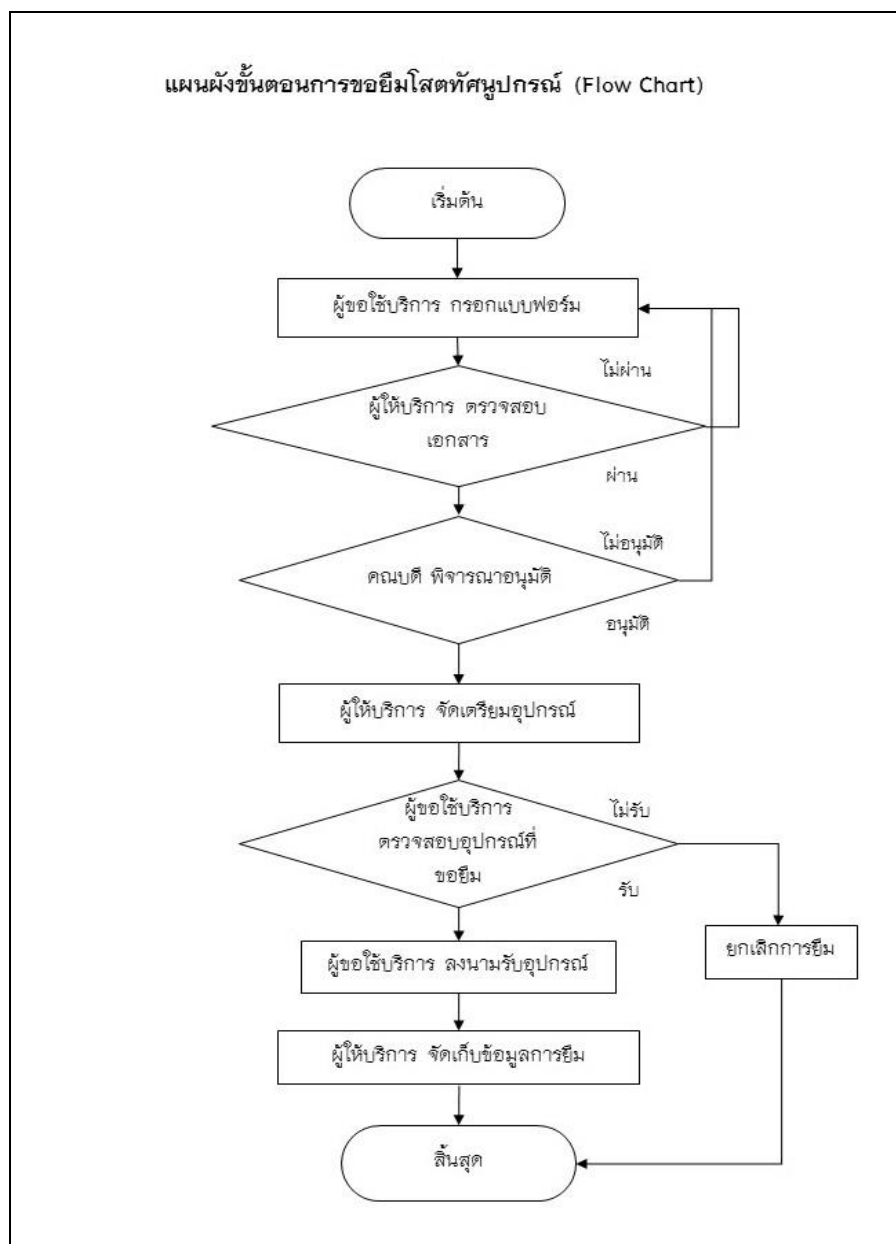 แผนผังขั้นตอนการขอยืมโสตทัศนูปกรณ์ (Flow Chart)
เริ่มต้น
ผู้ขอใช้บริการ กรอกแบบฟอร์ม
ไม่ผ่าน
ผู้ให้บริการ ตรวจสอบ
เอกสาร
ผ่าน
ไม่อนุมัติ
คณบดี พิจารณาอนุมัติ
อนุมัติ
ผู้ให้บริการ จัดเตรียมอุปกรณ์
ผู้ขอใช้บริการ
ไม่รับ
ตรวจสอบอุปกรณ์ที่
ขอยืม
รับ
ยกเลิกการยืม
ผู้ขอใช้บริการ ลงนามรับอุปกรณ์
ผู้ให้บริการ จัดเก็บข้อมูลการยืม
สิ้นสุด